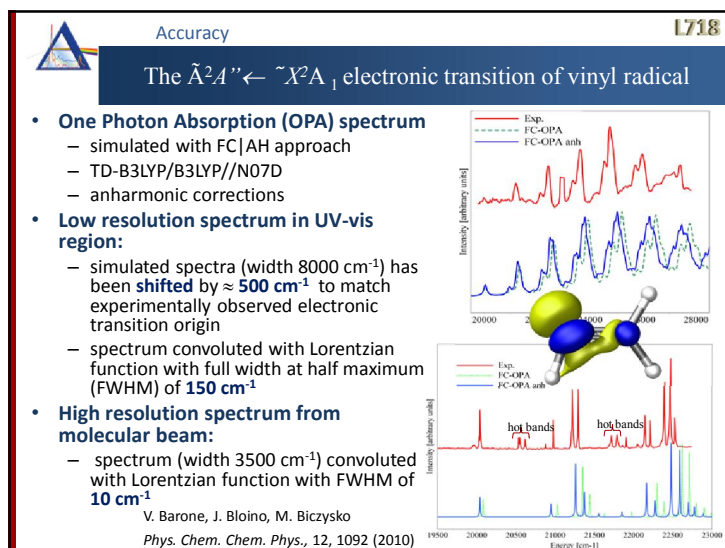 Accuracy
L718
The Ã²A’’← ˜X²A ₁ electronic transition of vinyl radical
• One Photon Absorption (OPA) spectrum
– simulated with FC|AH approach
– TD-B3LYP/B3LYP//N07D
– anharmonic corrections
• Low resolution spectrum in UV-vis
region:
– simulated spectra (width 8000 cm⁻¹) has
been shifted by ≈ 500 cm⁻¹ to match
experimentally observed electronic
transition origin
– spectrum convoluted with Lorentzian
function with full width at half maximum
(FWHM) of 150 cm⁻¹
• High resolution spectrum from
molecular beam:
– spectrum (width 3500 cm⁻¹) convoluted
with Lorentzian function with FWHM of
10 cm⁻¹
V. Barone, J. Bloino, M. Biczysko
Phys. Chem. Chem. Phys., 12, 1092 (2010)
Exp.
FC-OPA
FC-OPA anh
Intensity [arbitrary units]
20000 28000
Exp.
FC-OPA
FC-OPA anh
hot bands hot bands
Intensity [arbitrary units]
19500 20000 20500 21000 21500 22000 22500 23000
Energy [cm-1]